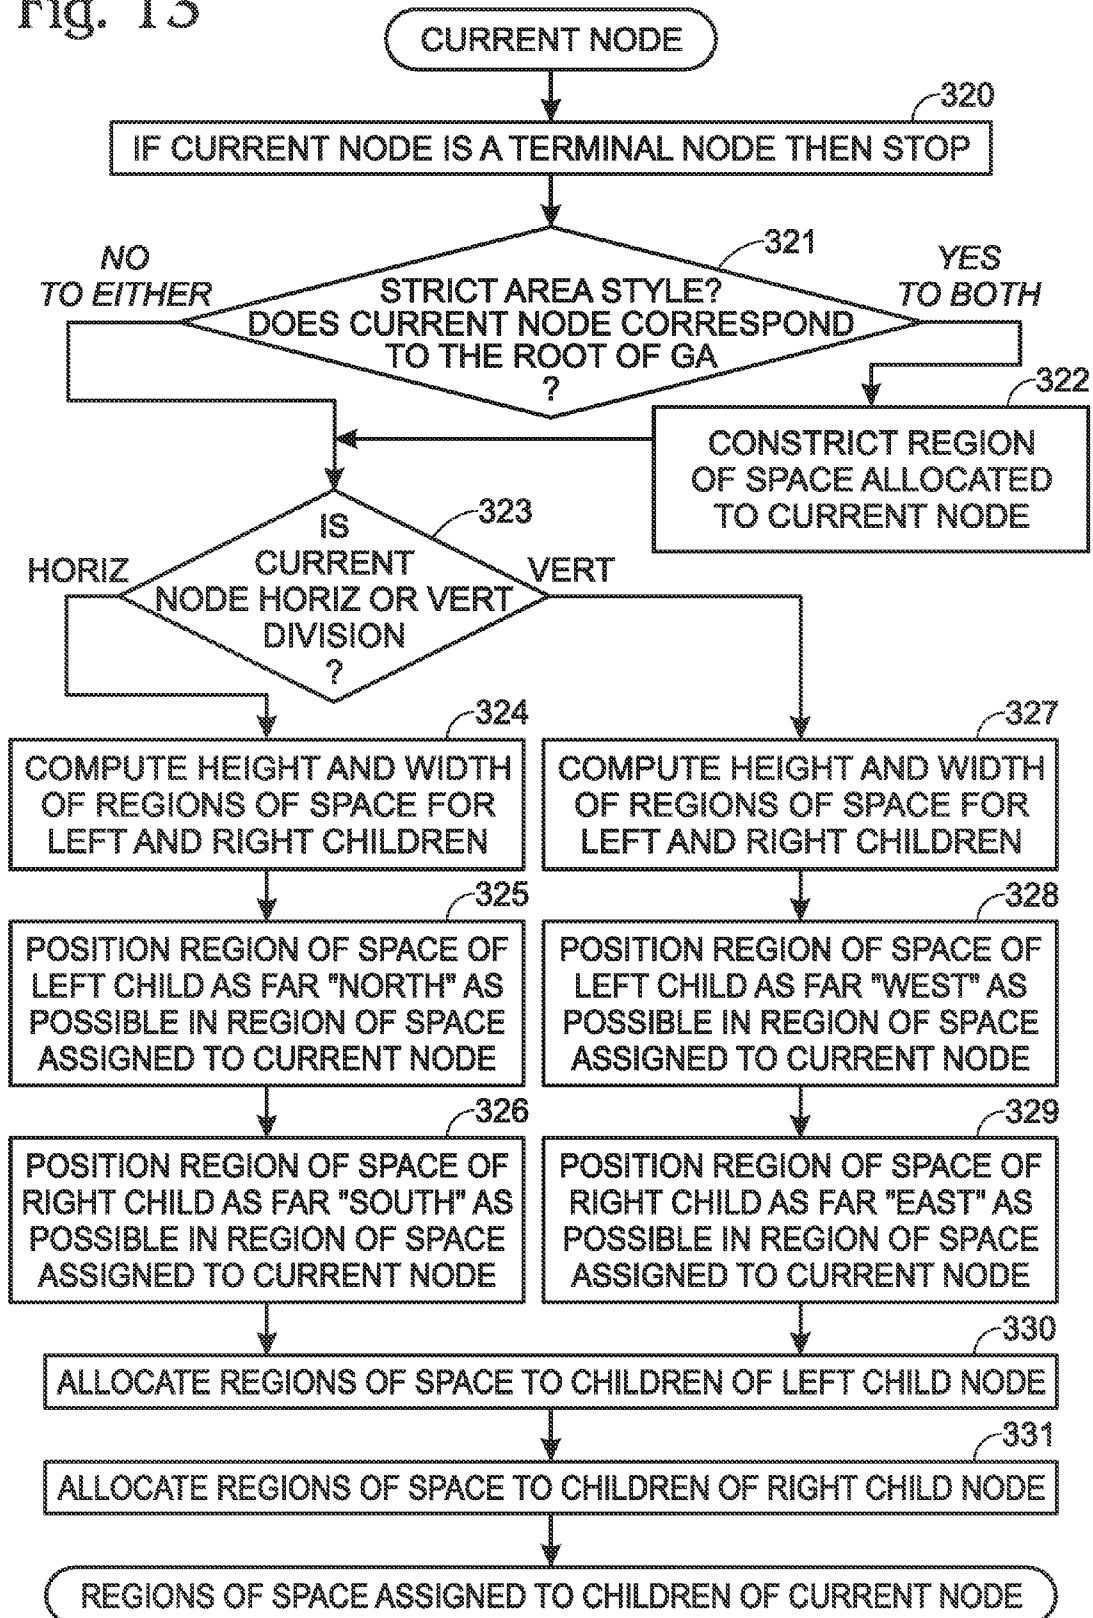 Fig. 13
CURRENT NODE
320
IF CURRENT NODE IS A TERMINAL NODE THEN STOP
321
NO
TO EITHER
STRICT AREA STYLE?
DOES CURRENT NODE CORRESPOND
TO THE ROOT OF GA
?
YES
TO BOTH
322
CONSTRICT REGION
OF SPACE ALLOCATED
TO CURRENT NODE
323
IS
CURRENT
NODE HORIZ OR VERT
DIVISION
?
HORIZ
VERT
324
COMPUTE HEIGHT AND WIDTH
OF REGIONS OF SPACE FOR
LEFT AND RIGHT CHILDREN
325
POSITION REGION OF SPACE OF
LEFT CHILD AS FAR "NORTH" AS
POSSIBLE IN REGION OF SPACE
ASSIGNED TO CURRENT NODE
326
POSITION REGION OF SPACE OF
RIGHT CHILD AS FAR "SOUTH" AS
POSSIBLE IN REGION OF SPACE
ASSIGNED TO CURRENT NODE
327
COMPUTE HEIGHT AND WIDTH
OF REGIONS OF SPACE FOR
LEFT AND RIGHT CHILDREN
328
POSITION REGION OF SPACE OF
LEFT CHILD AS FAR "WEST" AS
POSSIBLE IN REGION OF SPACE
ASSIGNED TO CURRENT NODE
329
POSITION REGION OF SPACE OF
RIGHT CHILD AS FAR "EAST" AS
POSSIBLE IN REGION OF SPACE
ASSIGNED TO CURRENT NODE
330
ALLOCATE REGIONS OF SPACE TO CHILDREN OF LEFT CHILD NODE
331
ALLOCATE REGIONS OF SPACE TO CHILDREN OF RIGHT CHILD NODE
REGIONS OF SPACE ASSIGNED TO CHILDREN OF CURRENT NODE